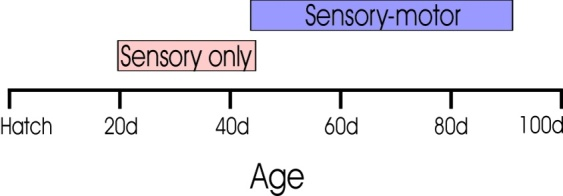 Sensory-motor
Sensory only
Hatch 20d 40d 60d 80d 100d
Age